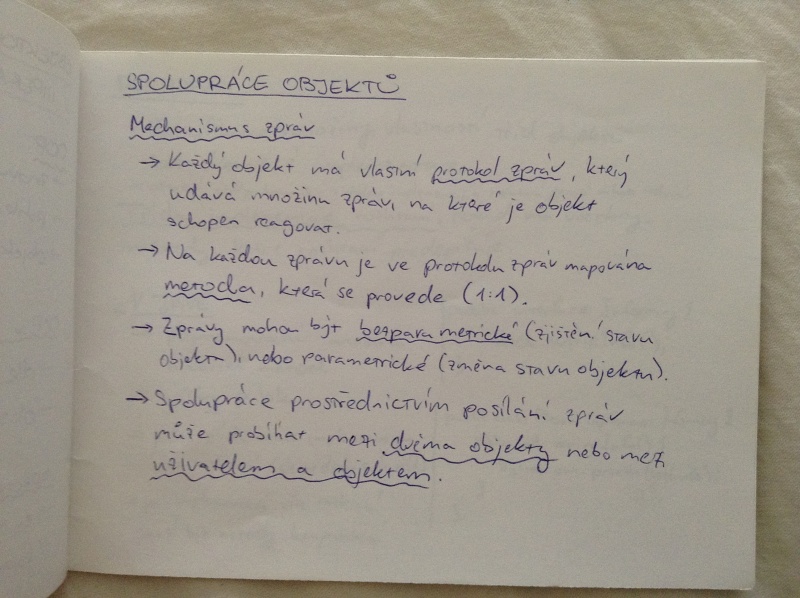 SPOLUPRÁCE OBJEKTŮ
Mechanismus zpráv
→ Každý objekt má vlastní protokol zpráv, který
udává množinu zpráv, na které je objekt
schopen reagovat.
→ Na každou zprávu je ve protokolu zpráv mapována
metoda, která se provede (1:1).
→ Zprávy mohou být bezparametrické (zjištění stavu
objektu), nebo parametrické (změna stavu objektu).
→ Spolupráce prostřednictvím posílání zpráv
může probíhat mezi dvěma objekty nebo mezi
uživatelem a objektem.